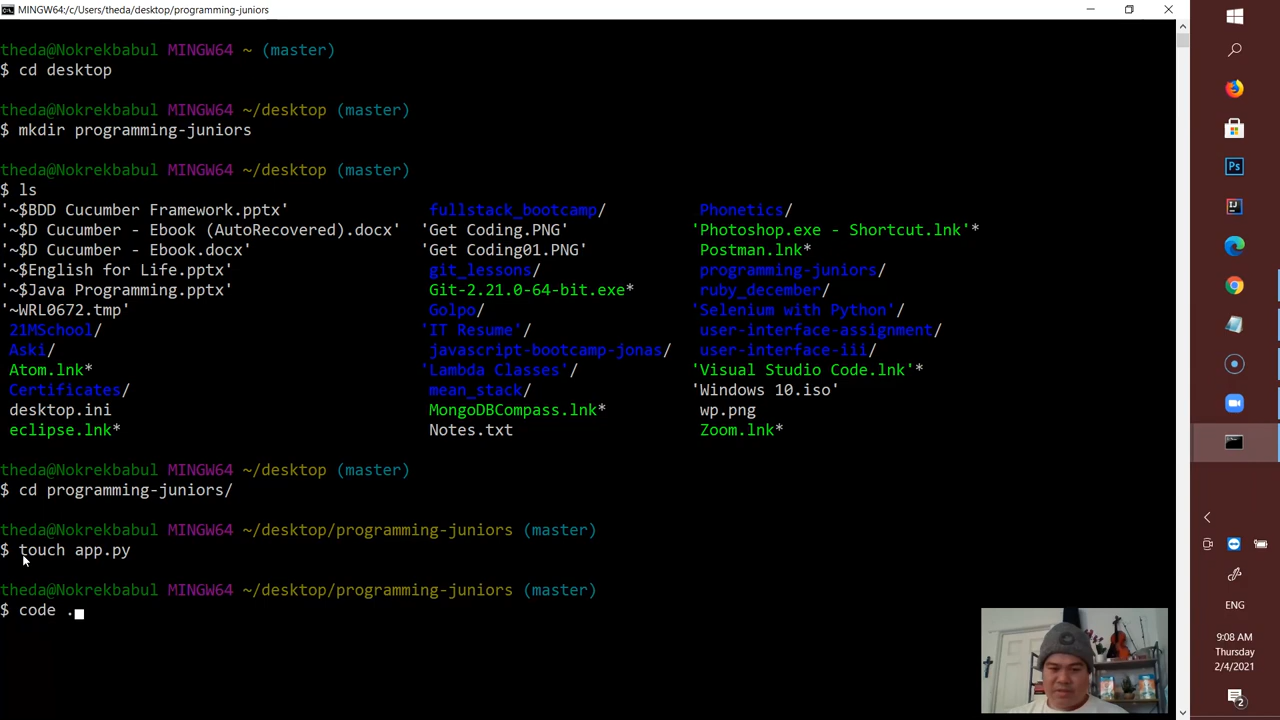 MINGW64:/c/Users/theda/desktop/programming-juniors
theda@Nokrekbabul MINGW64 ~ (master)
$ cd desktop
theda@Nokrekbabul MINGW64 ~/desktop (master)
$ mkdir programming-juniors
theda@Nokrekbabul MINGW64 ~/desktop (master)
$ ls
'~$BDD Cucumber Framework.pptx' fullstack_bootcamp/ Phonetics/
'~$D Cucumber - Ebook (AutoRecovered).docx' 'Get Coding.PNG' 'Photoshop.exe - Shortcut.lnk'*
'~$D Cucumber - Ebook.docx' 'Get Coding01.PNG' Postman.lnk*
'~$English for Life.pptx' git_lessons/ programming-juniors/
'~$Java Programming.pptx' Git-2.21.0-64-bit.exe* ruby_december/
'~WRL0672.tmp' Golpo/ 'Selenium with Python'/
21MSchool/ 'IT Resume'/ user-interface-assignment/
Aski/ javascript-bootcamp-jonas/ user-interface-iii/
Atom.lnk* 'Lambda Classes'/ 'Visual Studio Code.lnk'*
Certificates/ mean_stack/ 'Windows 10.iso'
desktop.ini MongoDBCompass.lnk* wp.png
eclipse.lnk* Notes.txt Zoom.lnk*
theda@Nokrekbabul MINGW64 ~/desktop (master)
$ cd programming-juniors/
theda@Nokrekbabul MINGW64 ~/desktop/programming-juniors (master)
$ touch app.py
theda@Nokrekbabul MINGW64 ~/desktop/programming-juniors (master)
$ code .
Ps
IJ
ENG
9:08 AM
Thursday
2/4/2021
2